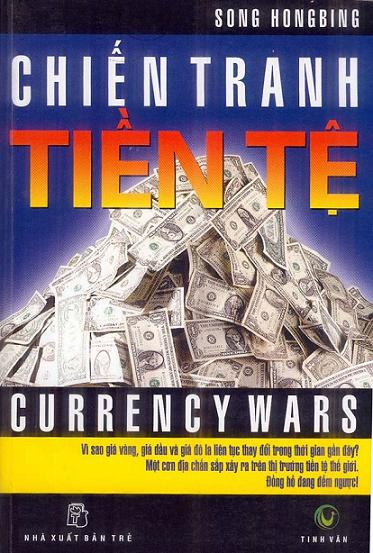 SONG HONGBING
CHIẾN TRANH
TIỀN TỆ
CURRENCY WARS
Vì sao giá vàng, giá dầu và giá đô la liên tục thay đổi trong thời gian gần đây?
Một cơn địa chấn sắp xảy ra trên thị trường tiền tệ thế giới.
Đồng hồ đang đếm ngược!
NHÀ XUẤT BẢN TRẺ
TINH VĂN